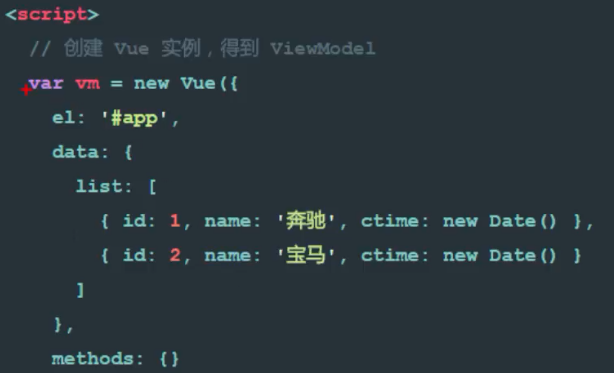 <script>
// 创建 Vue 实例，得到 ViewModel
var vm = new Vue({
el: '#app',
data: {
list: [
{ id: 1, name: '奔驰', ctime: new Date() },
{ id: 2, name: '宝马', ctime: new Date() }
]
},
methods: {}